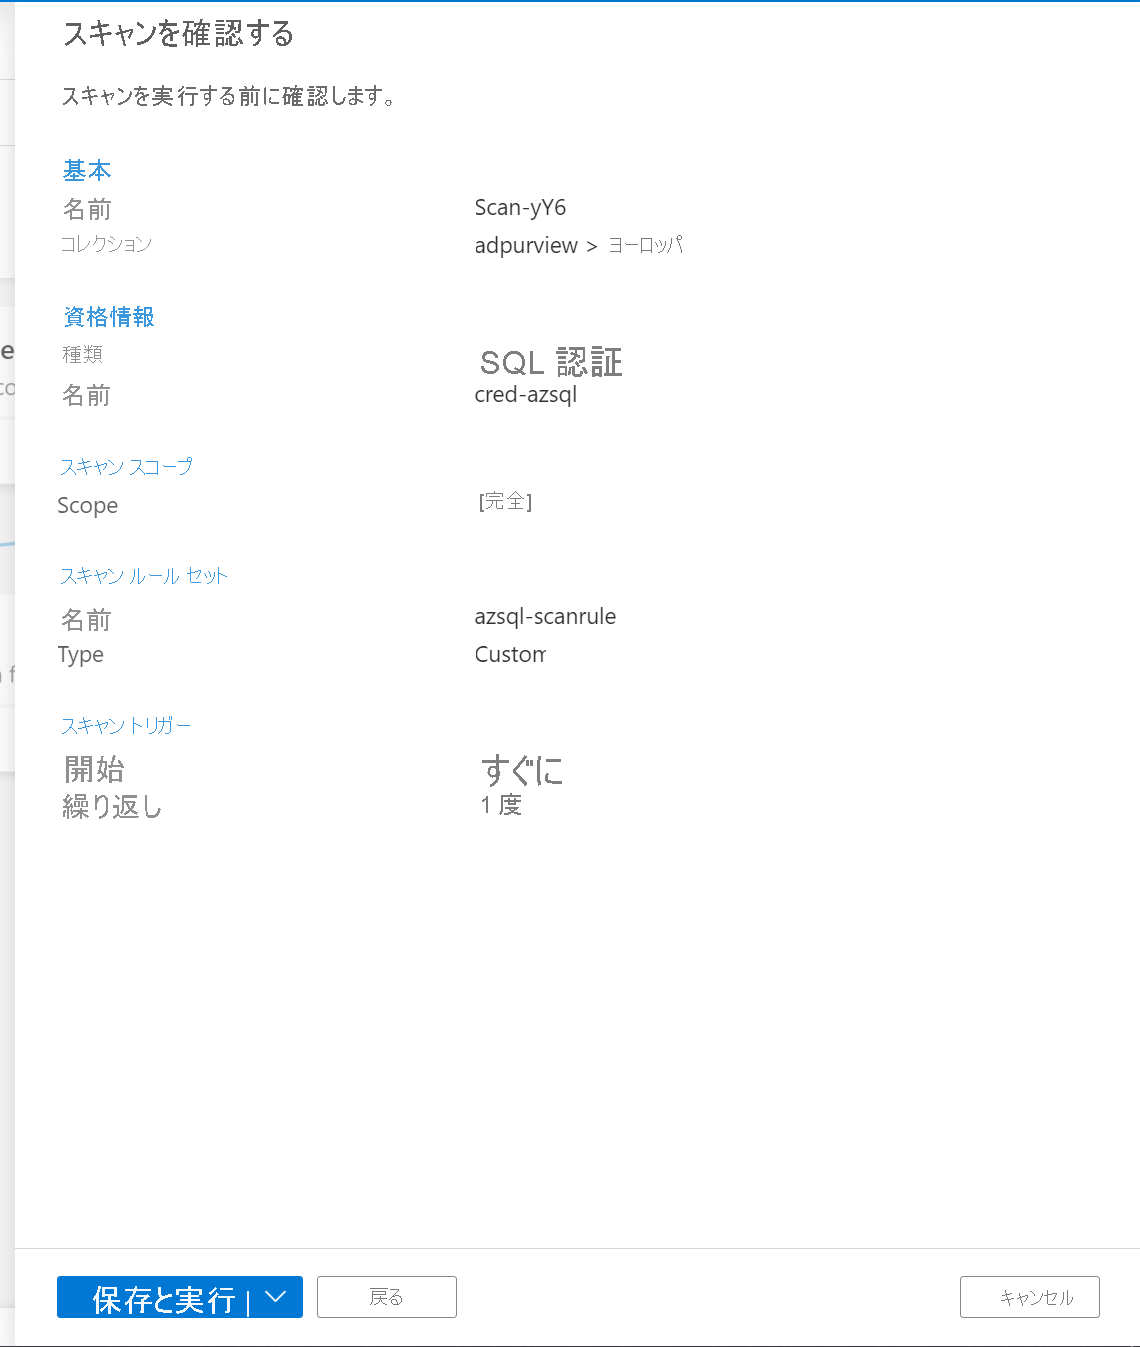 スキャンを確認する
スキャンを実行する前に確認します。
基本
名前 Scan-yY6
コレクション adpurview > ヨーロッパ
資格情報
種類 SQL 認証
名前 cred-azsql
スキャン スコープ
Scope [完全]
スキャン ルール セット
名前 azsql-scanrule
Type Custom
スキャントリガー
開始 すぐに
繰り返し 1 度
保存と実行 戻る キャンセル